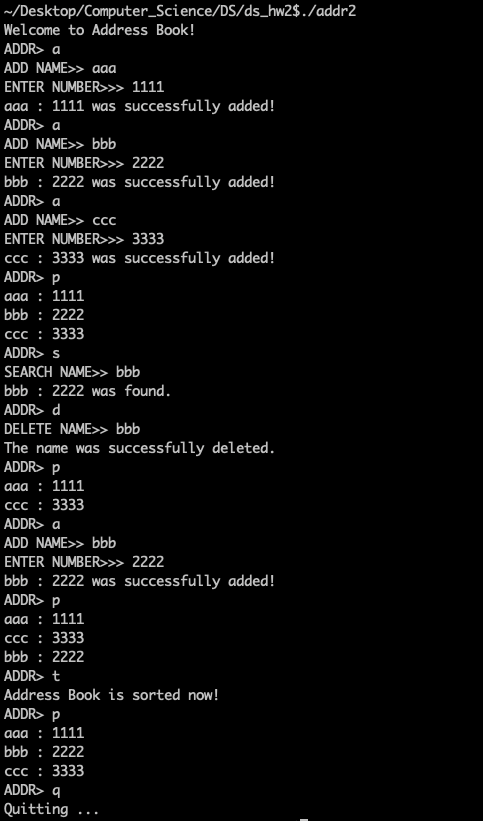 ~/Desktop/Computer_Science/DS/ds_hw2$./addr2
Welcome to Address Book!
ADDR> a
ADD NAME>> aaa
ENTER NUMBER>>> 1111
aaa : 1111 was successfully added!
ADDR> a
ADD NAME>> bbb
ENTER NUMBER>>> 2222
bbb : 2222 was successfully added!
ADDR> a
ADD NAME>> ccc
ENTER NUMBER>>> 3333
ccc : 3333 was successfully added!
ADDR> p
aaa : 1111
bbb : 2222
ccc : 3333
ADDR> s
SEARCH NAME>> bbb
bbb : 2222 was found.
ADDR> d
DELETE NAME>> bbb
The name was successfully deleted.
ADDR> p
aaa : 1111
ccc : 3333
ADDR> a
ADD NAME>> bbb
ENTER NUMBER>>> 2222
bbb : 2222 was successfully added!
ADDR> p
aaa : 1111
ccc : 3333
bbb : 2222
ADDR> t
Address Book is sorted now!
ADDR> p
aaa : 1111
bbb : 2222
ccc : 3333
ADDR> q
Quitting ...